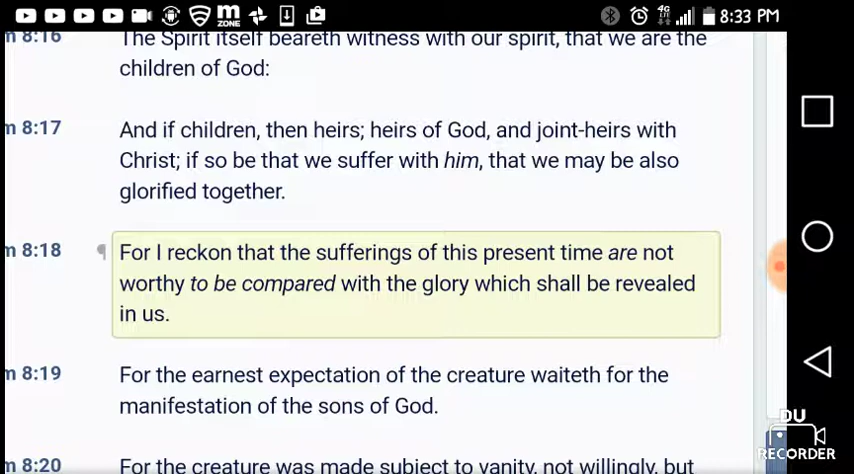 m
ZONE
4G
LTE
8:33 PM
m 8:16 The Spirit itself beareth witness with our spirit, that we are the
children of God:
m 8:17 And if children, then heirs; heirs of God, and joint-heirs with
Christ; if so be that we suffer with him, that we may be also
glorified together.
m 8:18 ¶ For I reckon that the sufferings of this present time are not
worthy to be compared with the glory which shall be revealed
in us.
m 8:19 For the earnest expectation of the creature waiteth for the
manifestation of the sons of God.
m 8:20 For the creature was made subject to vanity, not willingly, but
DU
RECORDER